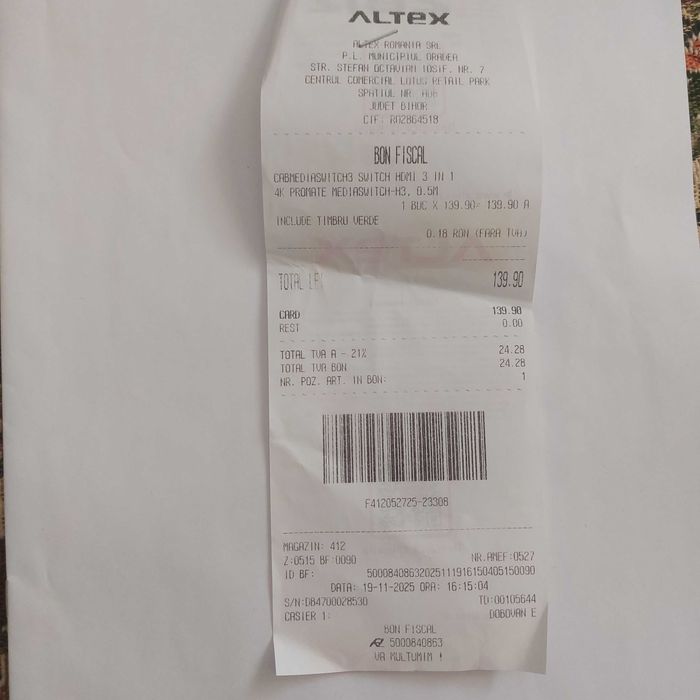 ALTEX
ALTEX ROMANIA SRL
P.L. MUNICIPIUL ORADEA
STR. STEFAN OCTAVIAN IOSIF, NR. 7
CENTRUL COMERCIAL LOTUS RETAIL PARK
SPATIUL NR.
JUDET BIHOR
CIF: RO2864518
BON FISCAL
CABMEDIASWITCH3 SWITCH HDMI 3 IN 1
4K PROMATE MEDIASWITCH-H3, 0.5M
1 BUC X 139.90= 139.90 A
INCLUDE TIMBRU VERDE
0.18 RON (FARA TVA)
TOTAL LEI 139.90
CARD 139.90
REST 0.00
TOTAL TVA A - 21% 24.28
TOTAL TVA BON 24.28
NR. POZ. ART. IN BON: 1
F412052725-23308
MAGAZIN: 412
Z:0515 BF:0090 NR.AMEF:0527
ID BF: 5000840863202511191615040515​0090
DATA: 19-11-2025 ORA: 16:15:04
S/N:DB4700028530 TD:00105644
CASIER 1: DOBOVAN E
BON FISCAL
5000840863
VA MULTUMIM !